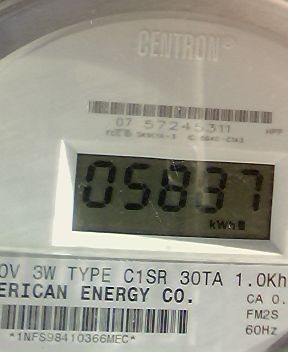 CENTRON
07 57245311
HPP
05837
kWh
0V 3W TYPE C1SR 30TA 1.0Kh
ERICAN ENERGY CO. CA 0.
FM2S
*1NFS98410366MEC* 60Hz